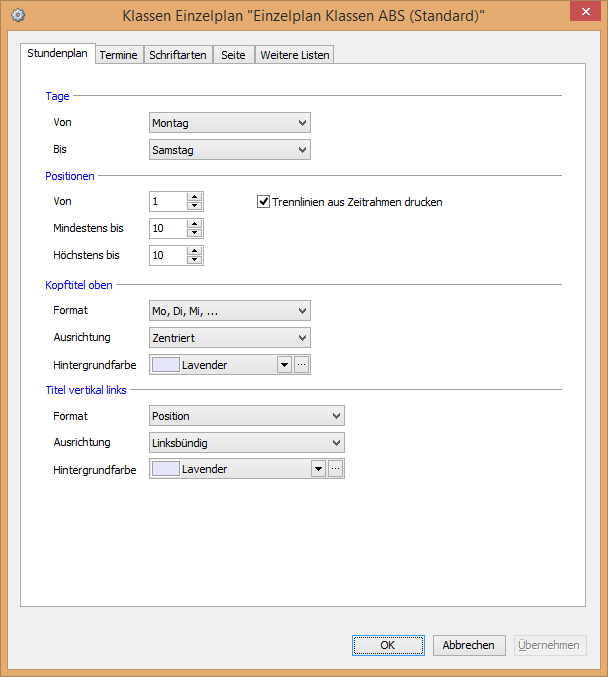 Klassen Einzelplan "Einzelplan Klassen ABS (Standard)"
Stundenplan Termine Schriftarten Seite Weitere Listen
Tage
Von Montag
Bis Samstag
Positionen
Von 1 Trennlinien aus Zeitrahmen drucken
Mindestens bis 10
Höchstens bis 10
Kopftitel oben
Format Mo, Di, Mi, ...
Ausrichtung Zentriert
Hintergrundfarbe Lavender ...
Titel vertikal links
Format Position
Ausrichtung Linksbündig
Hintergrundfarbe Lavender ...
OK Abbrechen Übernehmen